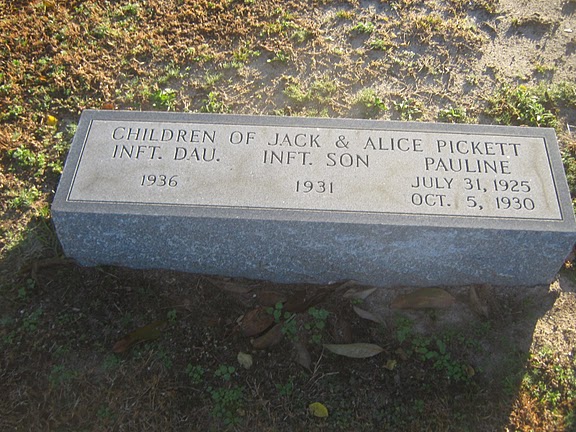 CHILDREN OF JACK & ALICE PICKETT
INFT. DAU. INFT. SON PAULINE
1936 1931 JULY 31, 1925
OCT. 5, 1930